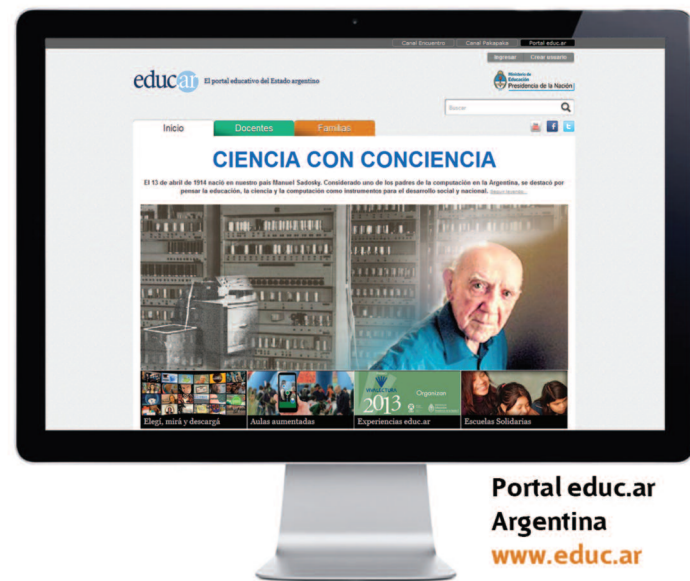 Canal Encuentro Canal Pakapaka Portal educ.ar
Ingresar Crear usuario
educ.ar El portal educativo del Estado argentino
Ministerio de
Educación
Presidencia de la Nación
Buscar
Inicio Docentes Familias
CIENCIA CON CONCIENCIA
El 13 de abril de 1914 nació en nuestro país Manuel Sadosky. Considerado uno de los padres de la computación en la Argentina, se destacó por
pensar la educación, la ciencia y la computación como instrumentos para el desarrollo social y nacional.
2013
Organizan
Elegí, mirá y descargá Aulas aumentadas Experiencias educ.ar Escuelas Solidarias
Portal educ.ar
Argentina
www.educ.ar